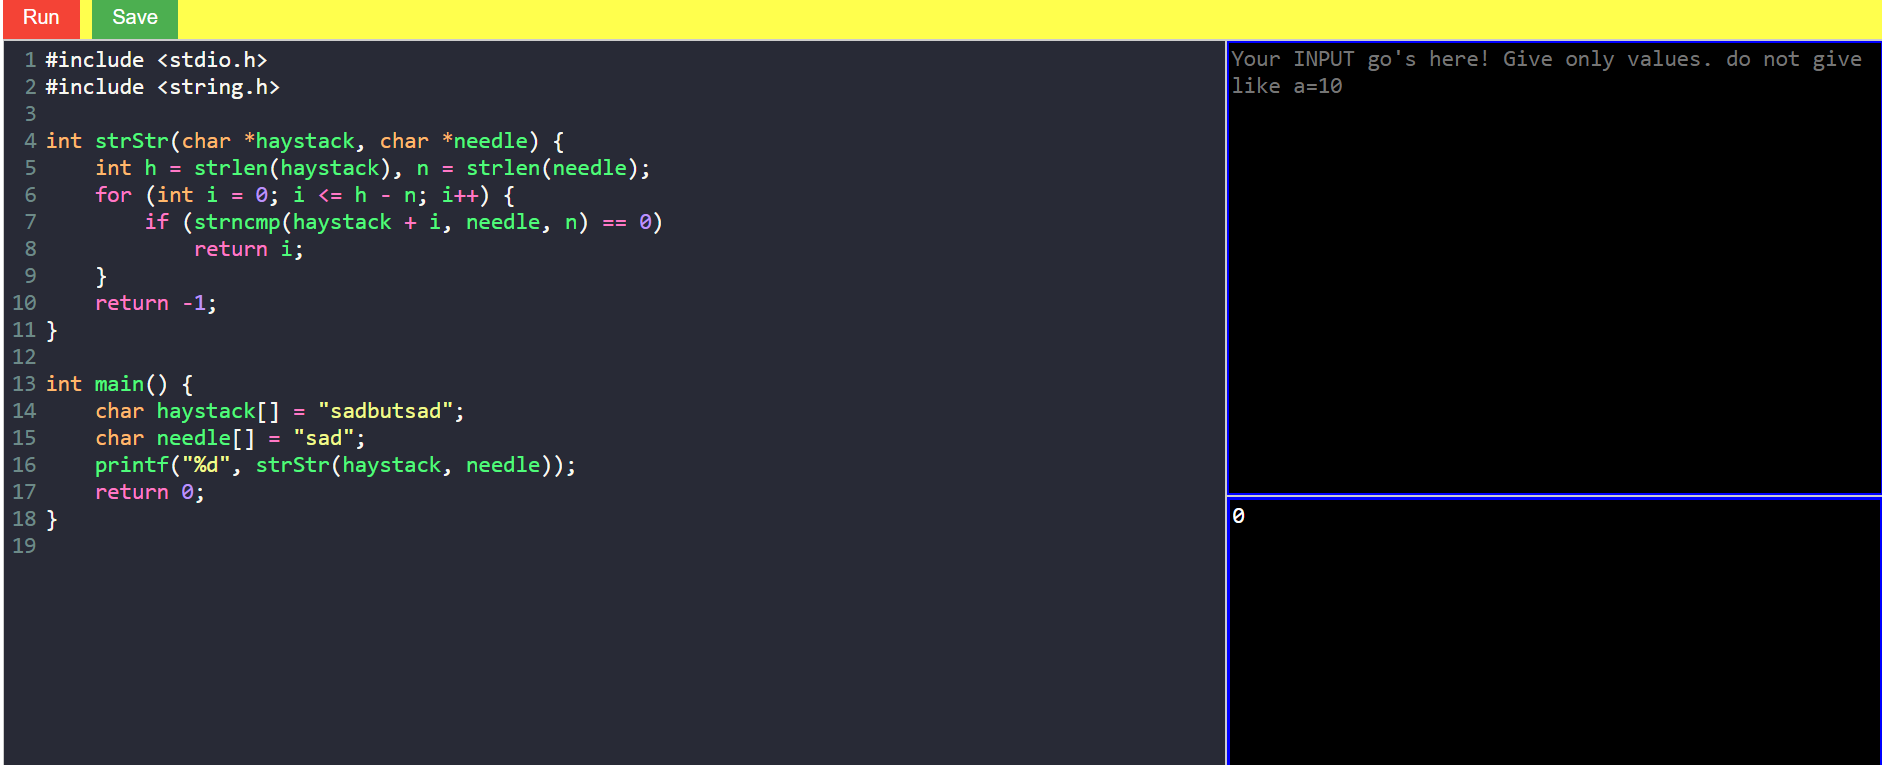 Run Save
1 #include <stdio.h>
2 #include <string.h>
3
4 int strStr(char *haystack, char *needle) {
5     int h = strlen(haystack), n = strlen(needle);
6     for (int i = 0; i <= h - n; i++) {
7         if (strncmp(haystack + i, needle, n) == 0)
8             return i;
9     }
10     return -1;
11 }
12
13 int main() {
14     char haystack[] = "sadbutsad";
15     char needle[] = "sad";
16     printf("%d", strStr(haystack, needle));
17     return 0;
18 }
19
Your INPUT go's here! Give only values. do not give
like a=10
0